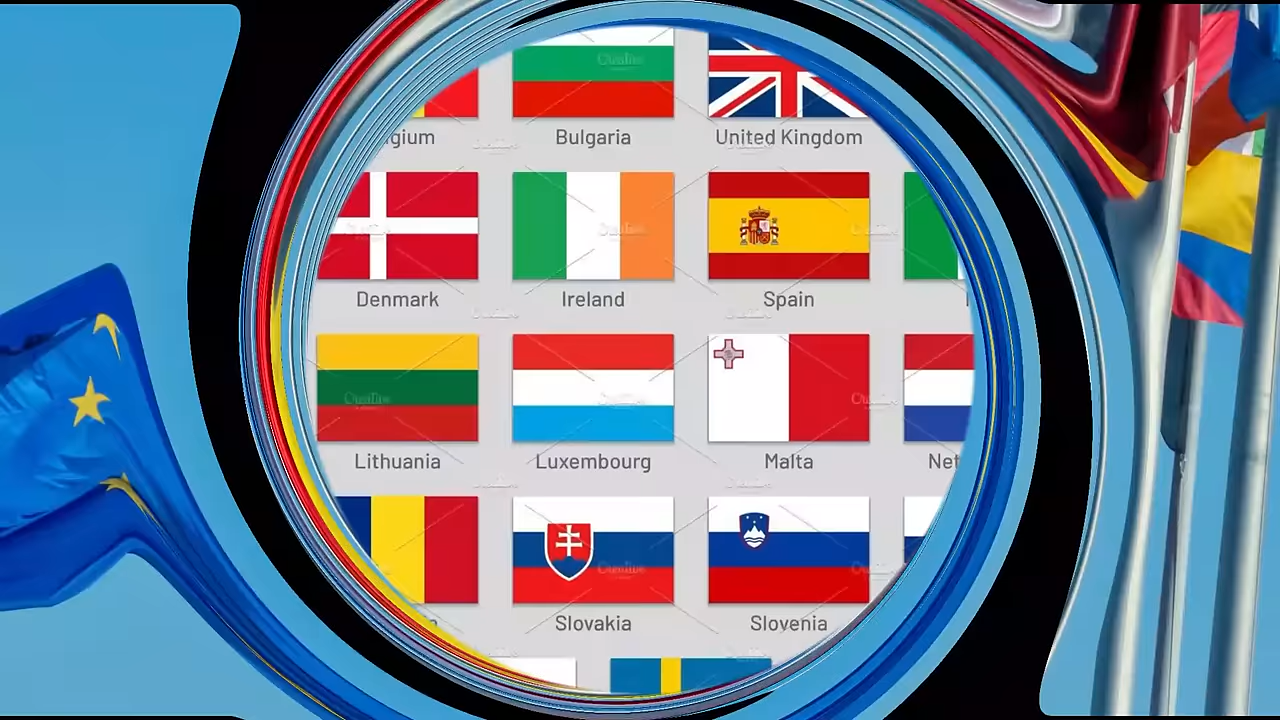 gium Bulgaria United Kingdom
Denmark Ireland Spain
Lithuania Luxembourg Malta Net
Slovakia Slovenia